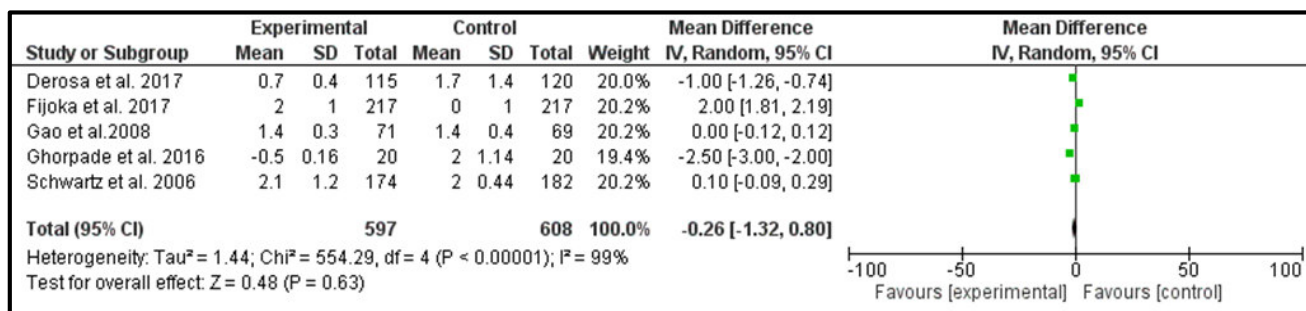 Experimental Control Mean Difference Mean Difference
Study or Subgroup Mean SD Total Mean SD Total Weight IV, Random, 95% CI IV, Random, 95% CI
Derosa et al. 2017 0.7 0.4 115 1.7 1.4 120 20.0% -1.00 [-1.26, -0.74]
Fijoka et al. 2017 2 1 217 0 1 217 20.2% 2.00 [1.81, 2.19]
Gao et al.2008 1.4 0.3 71 1.4 0.4 69 20.2% 0.00 [-0.12, 0.12]
Ghorpade et al. 2016 -0.5 0.16 20 2 1.14 20 19.4% -2.50 [-3.00, -2.00]
Schwartz et al. 2006 2.1 1.2 174 2 0.44 182 20.2% 0.10 [-0.09, 0.29]
Total (95% CI) 597 608 100.0% -0.26 [-1.32, 0.80]
Heterogeneity: Tau² = 1.44; Chi² = 554.29, df = 4 (P < 0.00001); I² = 99%
Test for overall effect: Z = 0.48 (P = 0.63)
-100 -50 0 50 100
Favours [experimental] Favours [control]